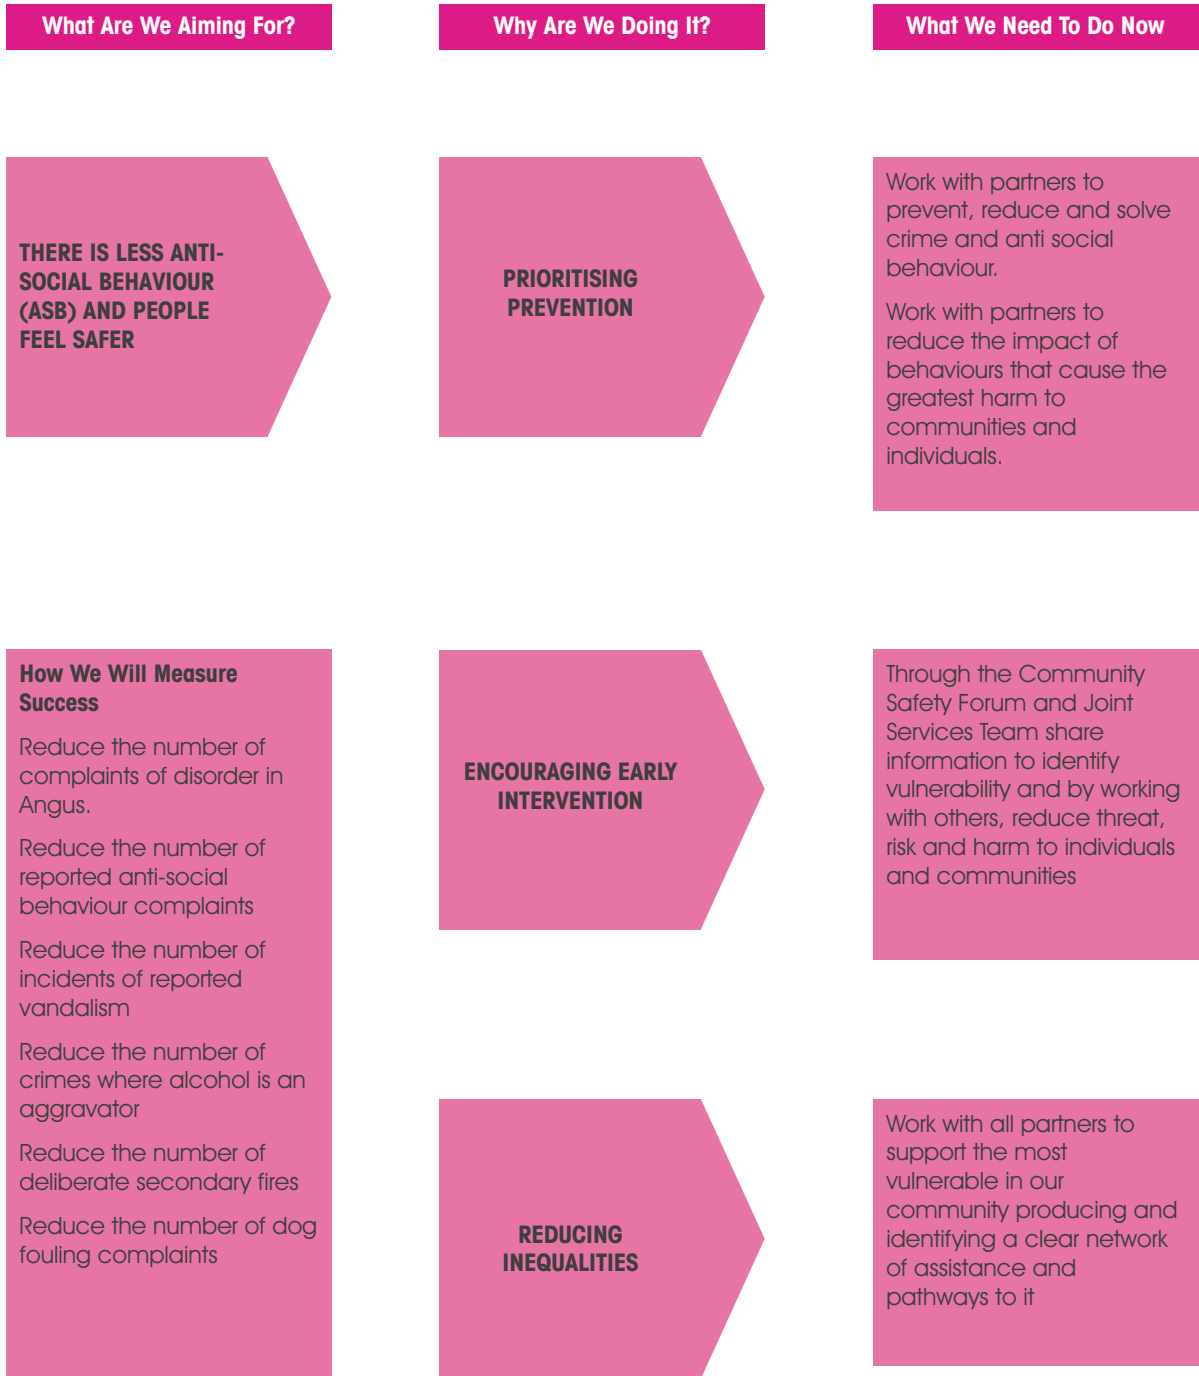 What Are We Aiming For?
Why Are We Doing It?
What We Need To Do Now
THERE IS LESS ANTI-
SOCIAL BEHAVIOUR
(ASB) AND PEOPLE
FEEL SAFER
PRIORITISING
PREVENTION
Work with partners to
prevent, reduce and solve
crime and anti social
behaviour.
Work with partners to
reduce the impact of
behaviours that cause the
greatest harm to
communities and
individuals.
How We Will Measure
Success
Reduce the number of
complaints of disorder in
Angus.
Reduce the number of
reported anti-social
behaviour complaints
Reduce the number of
incidents of reported
vandalism
Reduce the number of
crimes where alcohol is an
aggravator
Reduce the number of
deliberate secondary fires
Reduce the number of dog
fouling complaints
ENCOURAGING EARLY
INTERVENTION
Through the Community
Safety Forum and Joint
Services Team share
information to identify
vulnerability and by working
with others, reduce threat,
risk and harm to individuals
and communities
REDUCING
INEQUALITIES
Work with all partners to
support the most
vulnerable in our
community producing and
identifying a clear network
of assistance and
pathways to it